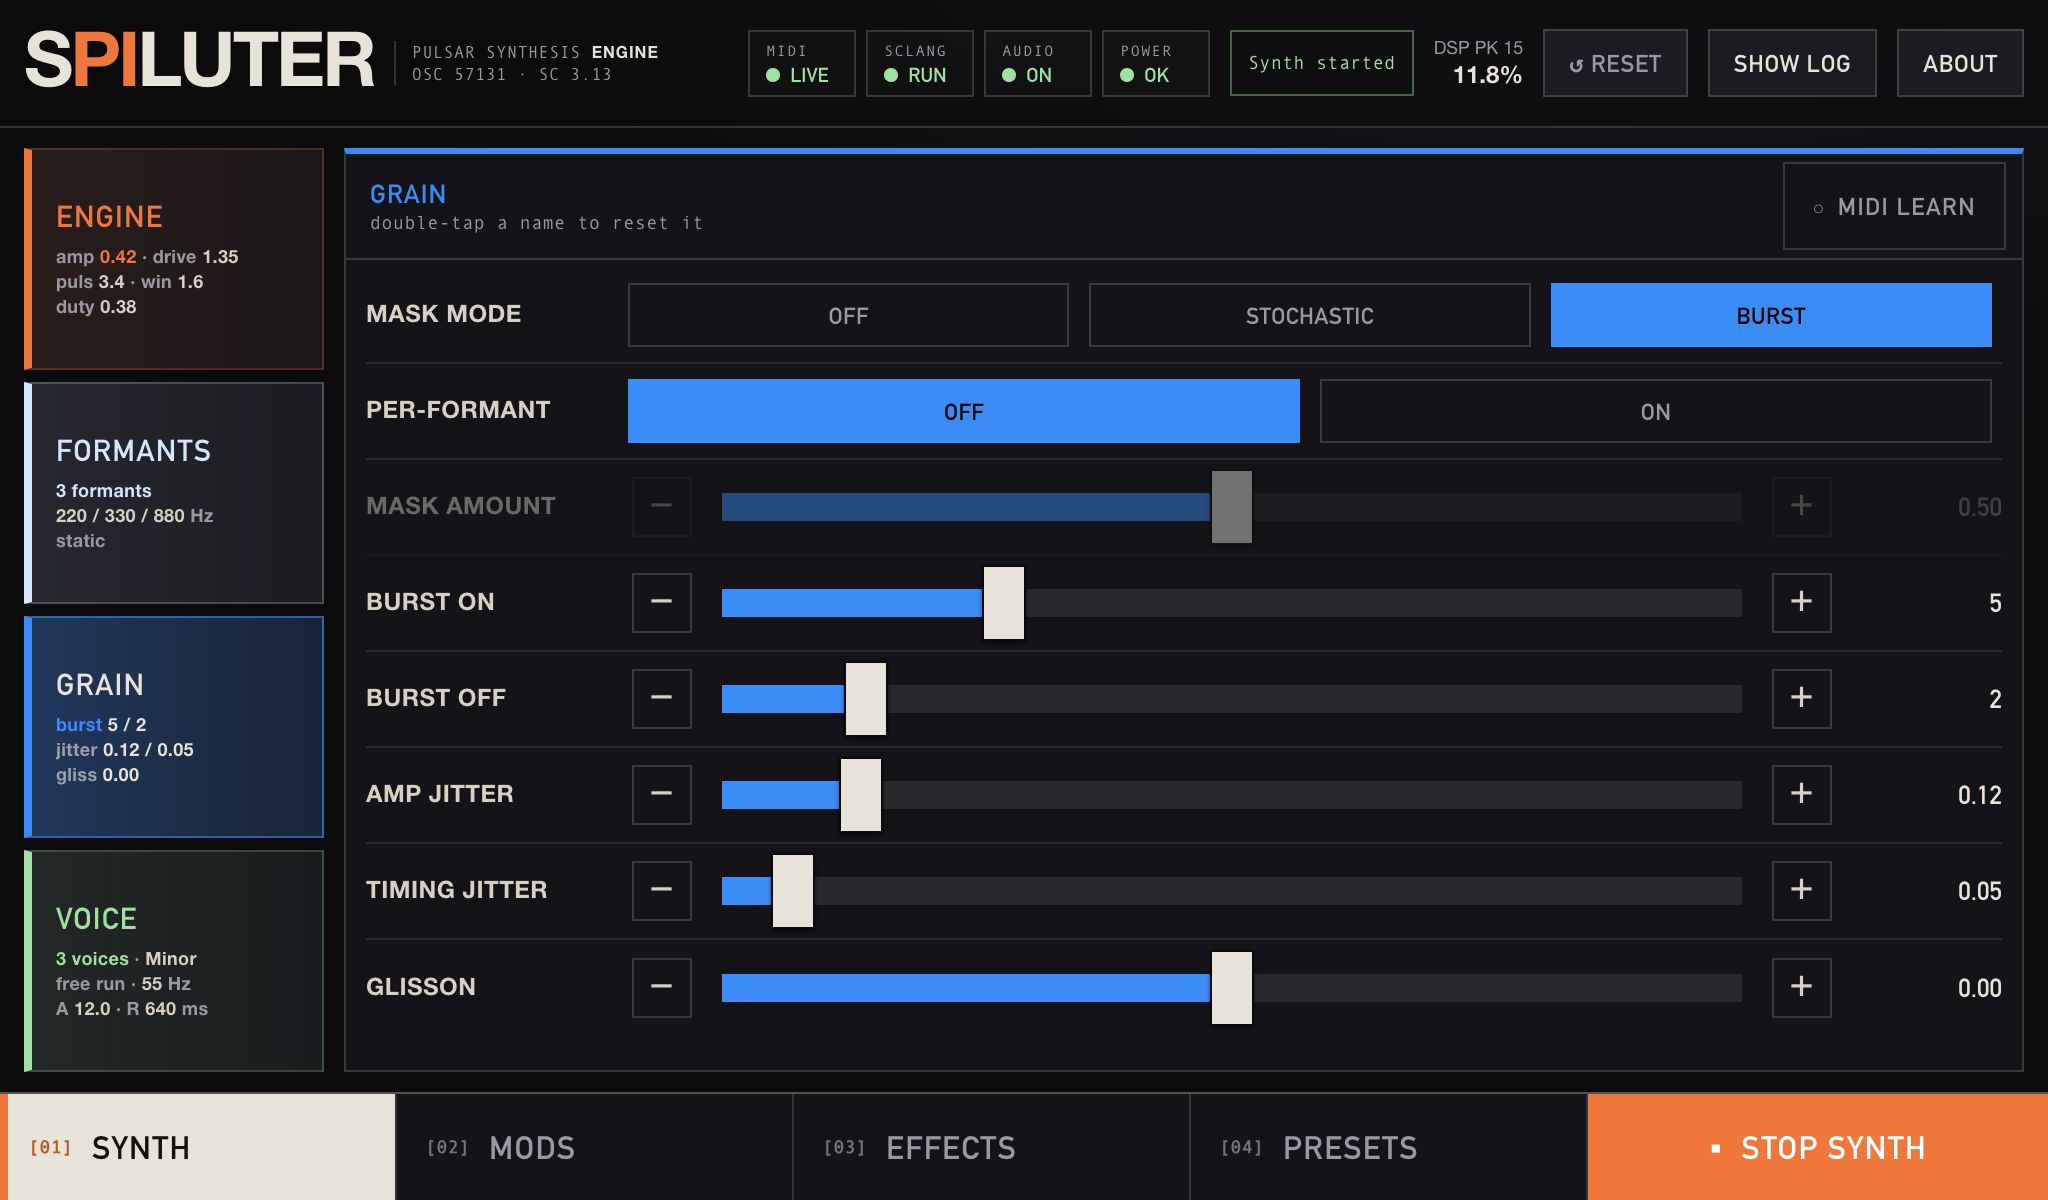 SPILUTER
PULSAR SYNTHESIS ENGINE
OSC 57131 · SC 3.13
MIDI
LIVE
SCLANG
RUN
AUDIO
ON
POWER
OK
Synth started
DSP PK 15
11.8%
↺ RESET
SHOW LOG
ABOUT
ENGINE
amp 0.42 · drive 1.35
puls 3.4 · win 1.6
duty 0.38
FORMANTS
3 formants
220 / 330 / 880 Hz
static
GRAIN
burst 5 / 2
jitter 0.12 / 0.05
gliss 0.00
VOICE
3 voices · Minor
free run · 55 Hz
A 12.0 · R 640 ms
GRAIN
double-tap a name to reset it
○ MIDI LEARN
MASK MODE
OFF
STOCHASTIC
BURST
PER-FORMANT
OFF
ON
MASK AMOUNT
−
+
0.50
BURST ON
−
+
5
BURST OFF
−
+
2
AMP JITTER
−
+
0.12
TIMING JITTER
−
+
0.05
GLISSON
−
+
0.00
[01] SYNTH
[02] MODS
[03] EFFECTS
[04] PRESETS
▪ STOP SYNTH